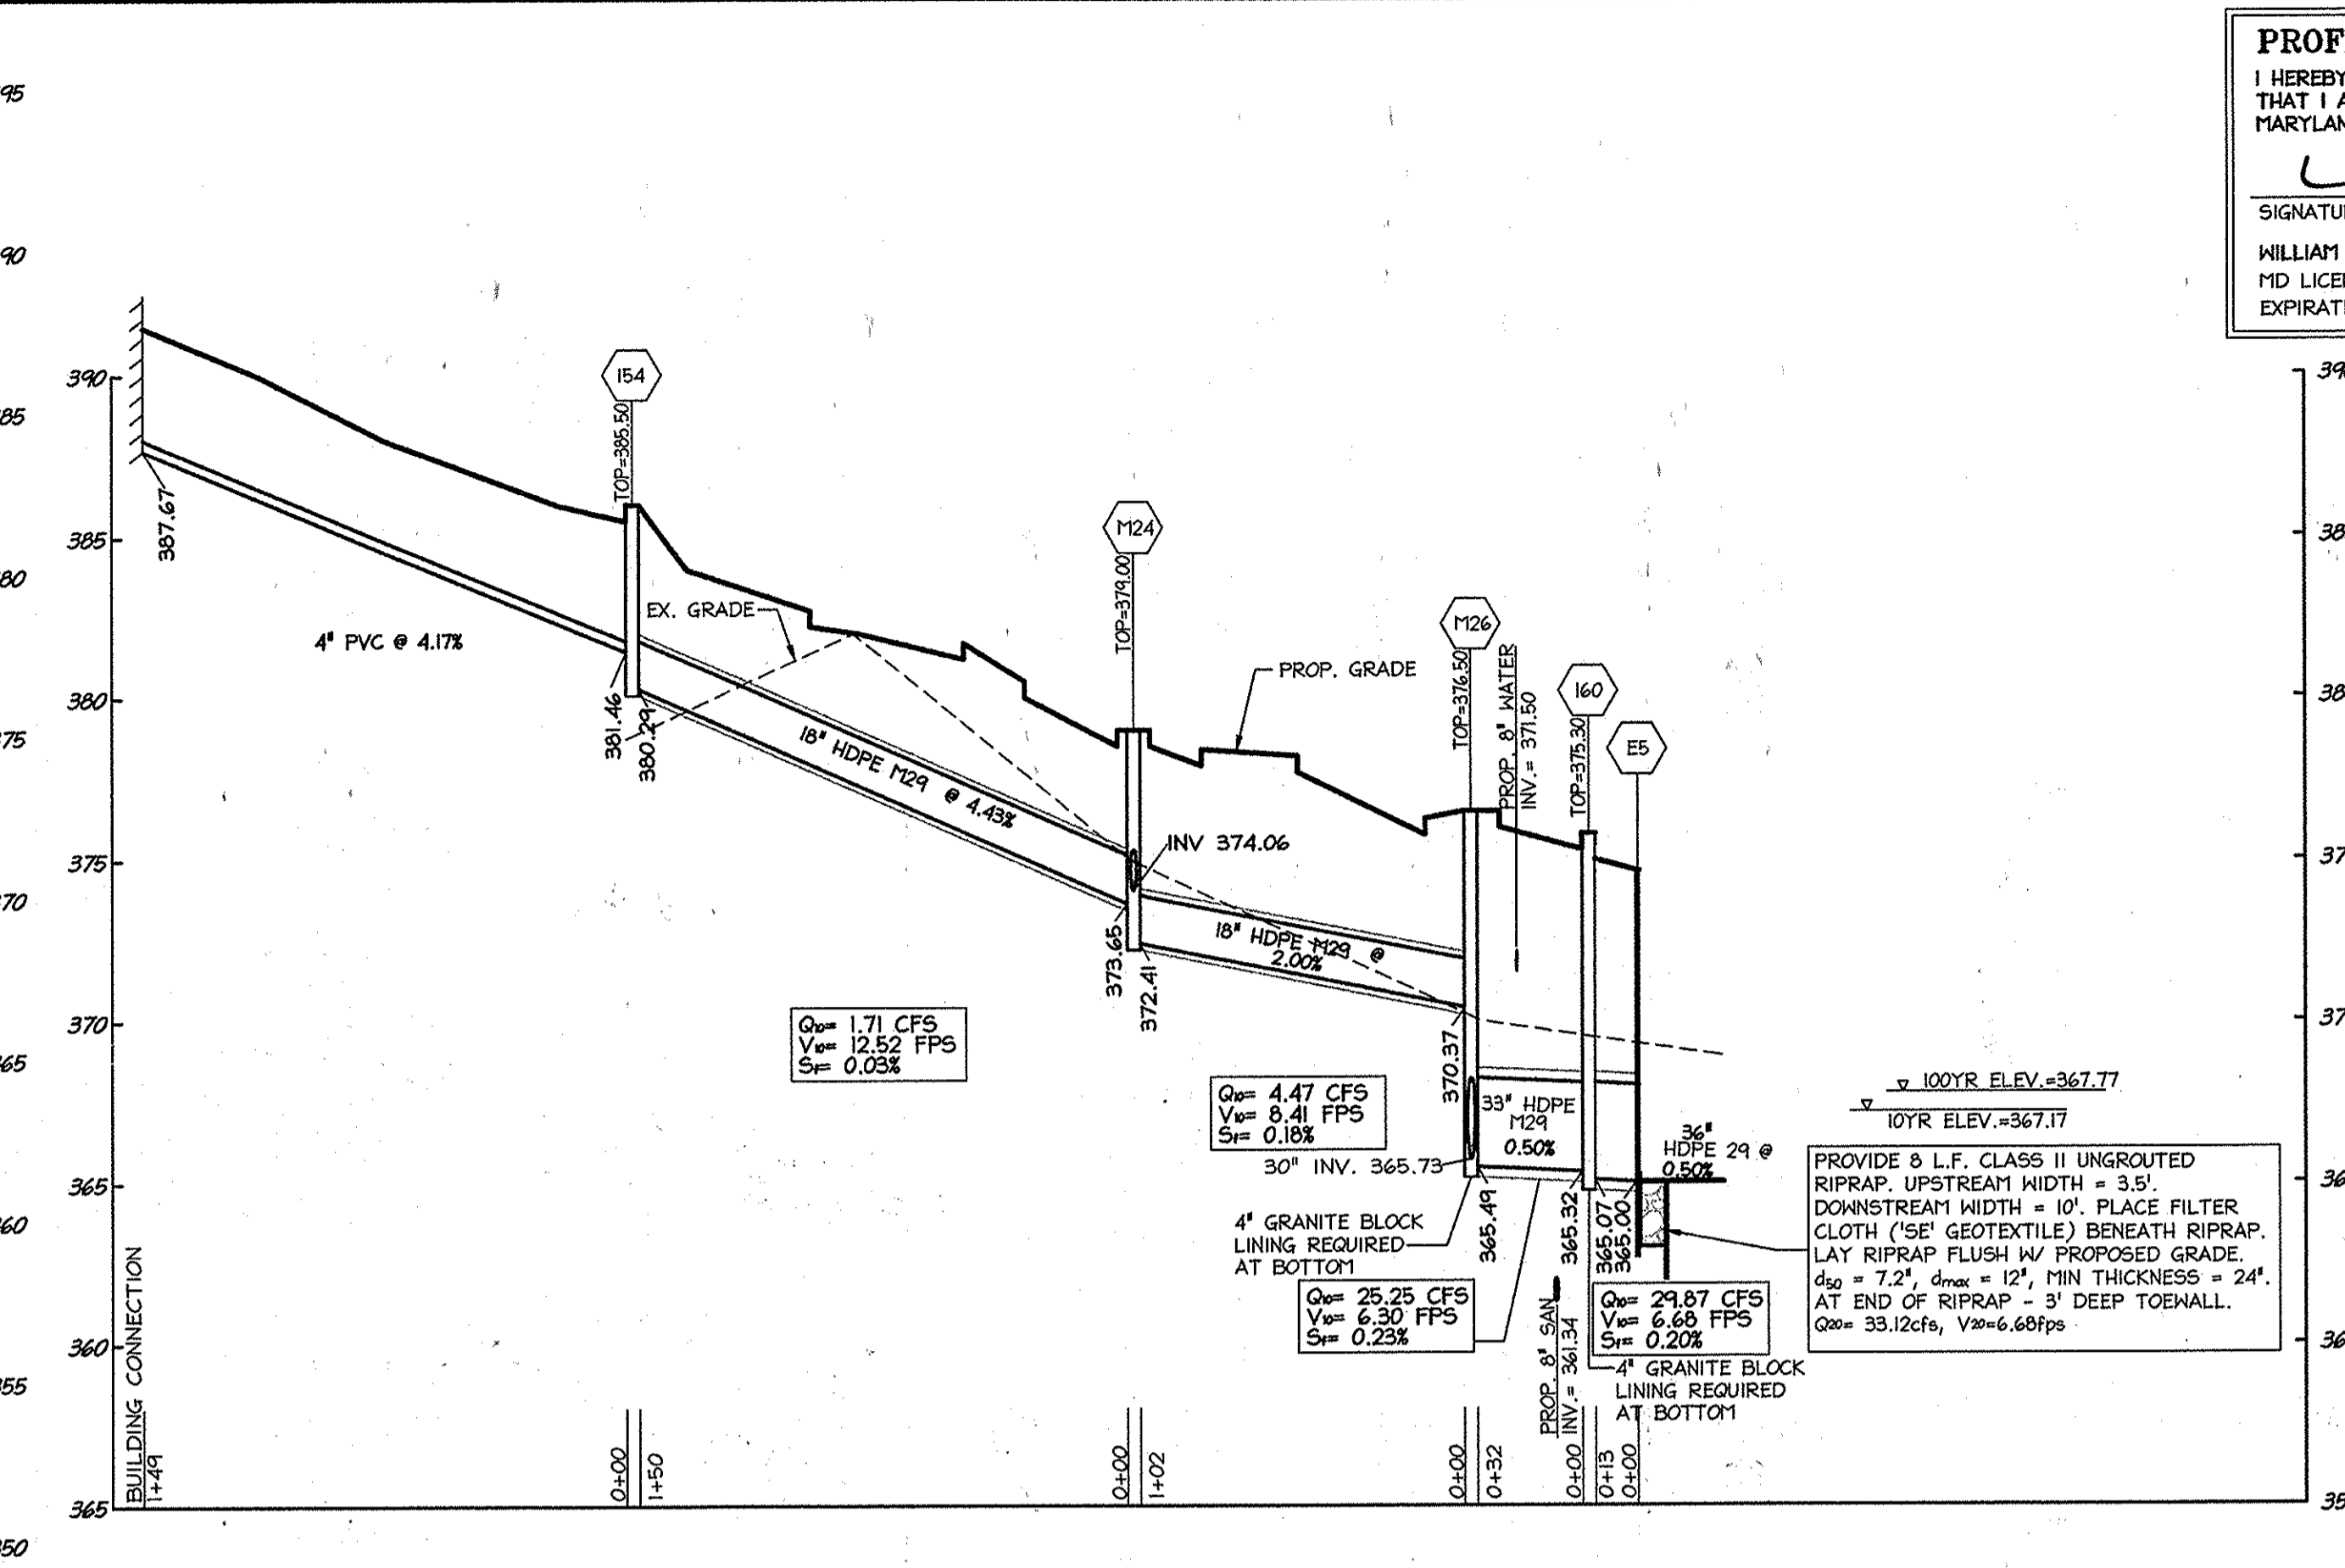 PROF
I HEREBY
THAT I A
MARYLAN
SIGNATU
WILLIAM
MD LICE
EXPIRATI
95
90
85
80
75
70
65
60
55
50
390
385
380
375
370
365
360
365
39
38
38
37
37
36
36
35
154
TOP=385.50
M24
TOP=379.00
M26
TOP=376.50
PROP. 8" WATER
INV.= 371.50
160
TOP=375.30
E5
387.67
4" PVC @ 4.17%
EX. GRADE
381.46
380.29
18" HDPE M29 @ 4.43%
PROP. GRADE
INV 374.06
373.65
372.41
18" HDPE M29 @
2.00%
370.37
Q10= 1.71 CFS
V10= 12.52 FPS
Sf= 0.03%
Q10= 4.47 CFS
V10= 8.41 FPS
Sf= 0.18%
30" INV. 365.73
33" HDPE
M29
0.50%
4" GRANITE BLOCK
LINING REQUIRED
AT BOTTOM
365.49
365.32
365.07
365.00
36"
HDPE 29 @
0.50%
100YR ELEV.=367.77
10YR ELEV.=367.17
PROVIDE 8 L.F. CLASS II UNGROUTED
RIPRAP. UPSTREAM WIDTH = 3.5'.
DOWNSTREAM WIDTH = 10'. PLACE FILTER
CLOTH ('SE' GEOTEXTILE) BENEATH RIPRAP.
LAY RIPRAP FLUSH W/ PROPOSED GRADE.
d50 = 7.2", dmax = 12", MIN THICKNESS = 24".
AT END OF RIPRAP - 3' DEEP TOEWALL.
Q20= 33.12cfs, V20=6.68fps
Q10= 25.25 CFS
V10= 6.30 FPS
Sf= 0.23%
PROP. 8" SAN
INV.= 361.34
Q10= 29.87 CFS
V10= 6.68 FPS
Sf= 0.20%
4" GRANITE BLOCK
LINING REQUIRED
AT BOTTOM
BUILDING CONNECTION
1+49
0+00
1+50
0+00
1+02
0+00
0+32
0+00
0+13
0+00